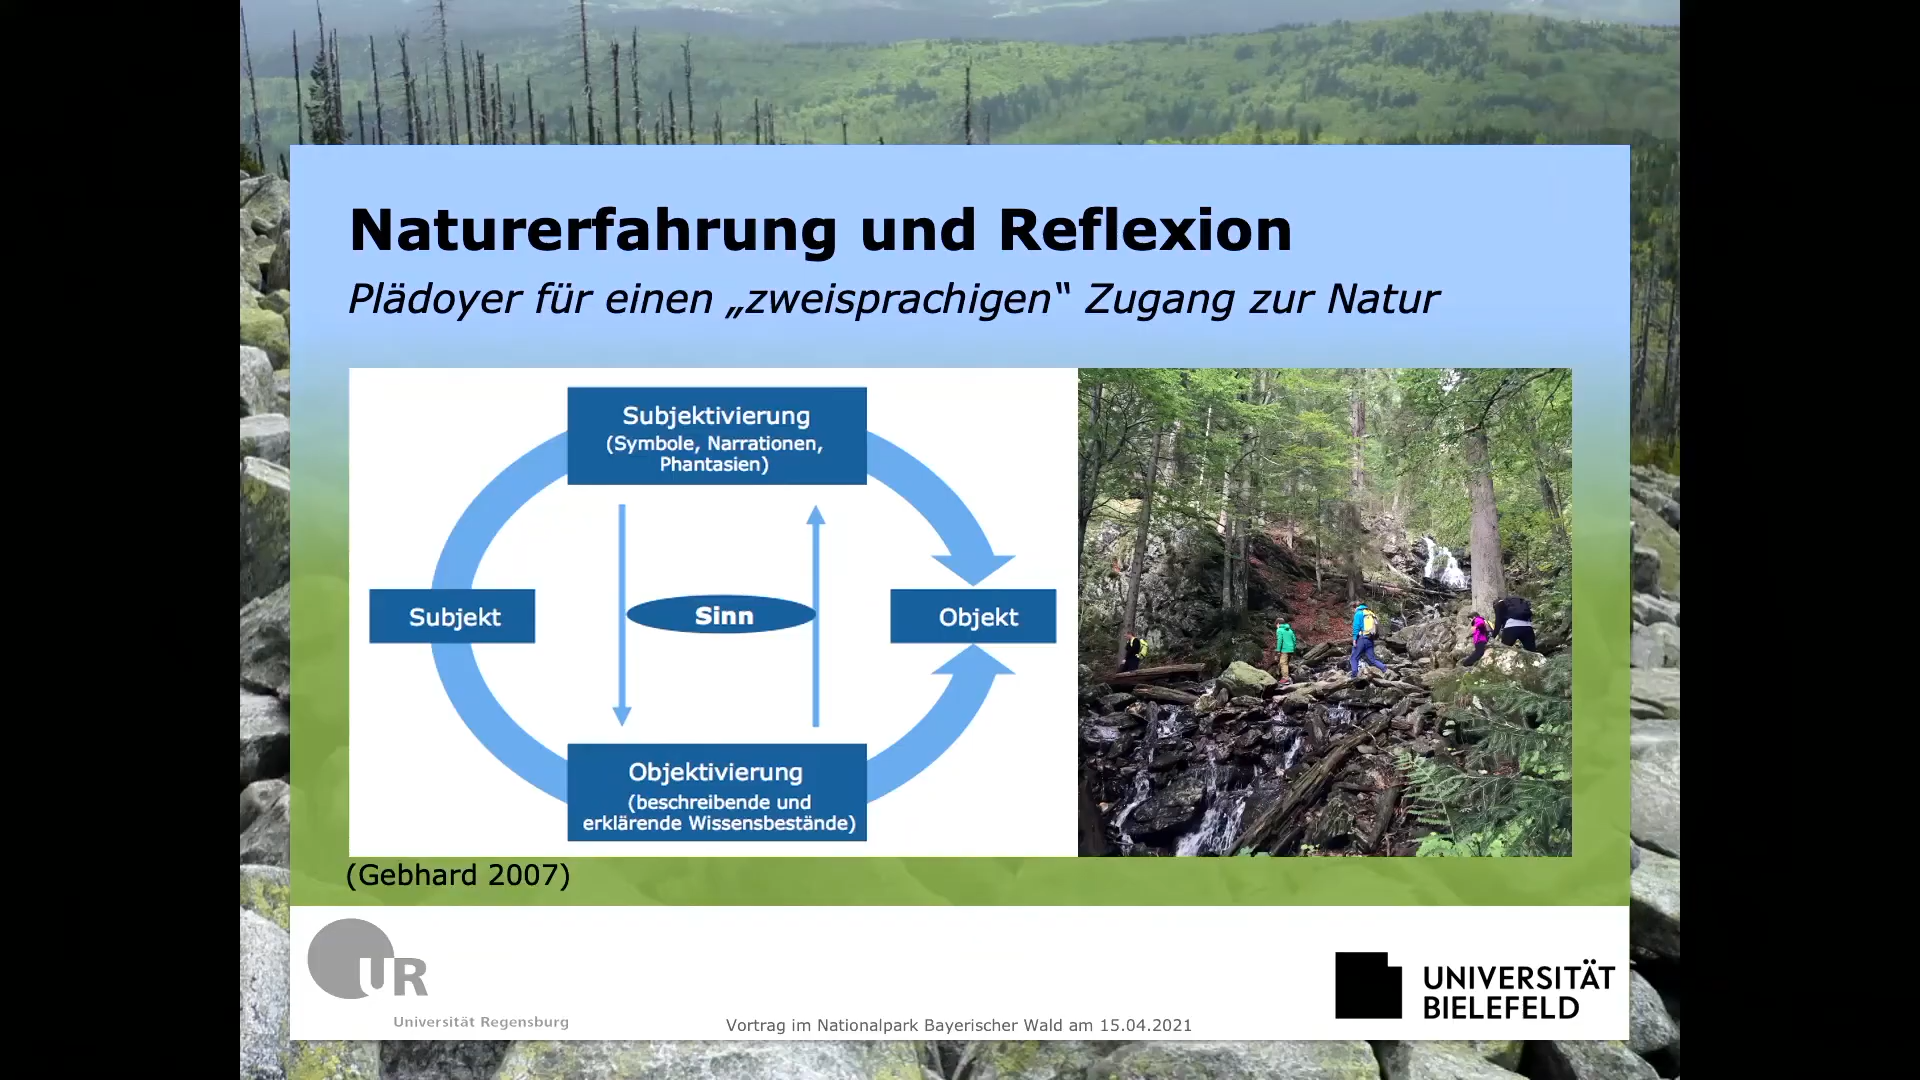 Naturerfahrung und Reflexion
Plädoyer für einen „zweisprachigen“ Zugang zur Natur
Subjektivierung
(Symbole, Narrationen,
Phantasien)
Subjekt
Sinn
Objekt
Objektivierung
(beschreibende und
erklärende Wissensbestände)
(Gebhard 2007)
UR
Universität Regensburg
Vortrag im Nationalpark Bayerischer Wald am 15.04.2021
UNIVERSITÄT
BIELEFELD